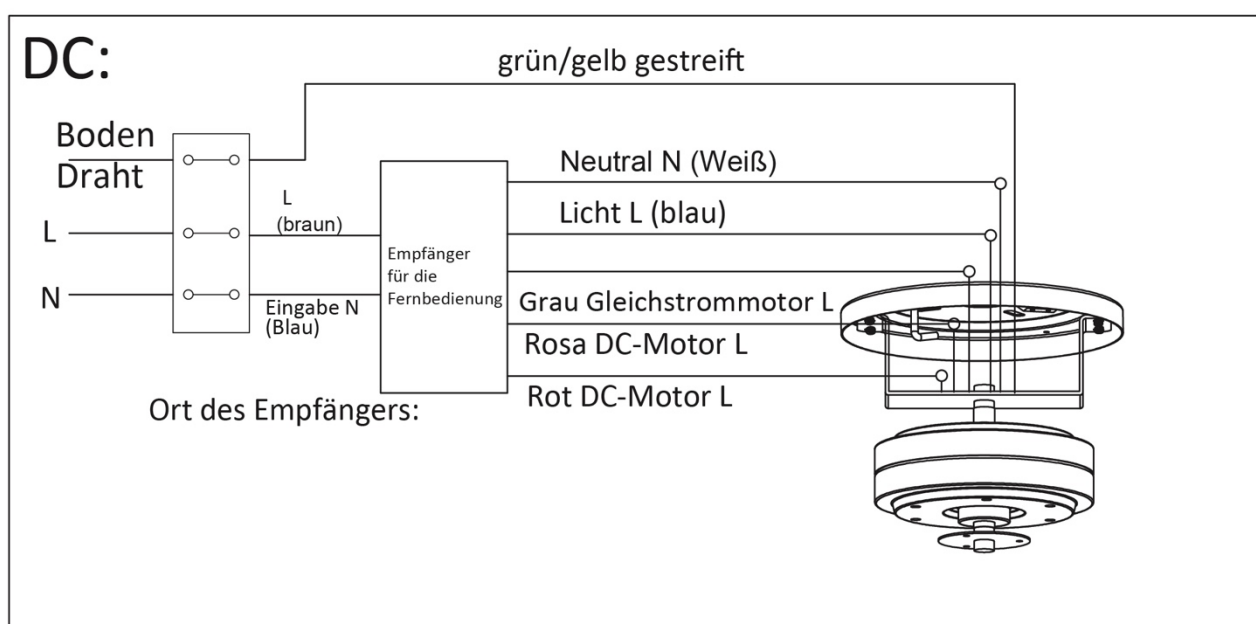 DC:
grün/gelb gestreift
Boden
Draht
Neutral N (Weiß)
L
(braun)
Licht L (blau)
L
Empfänger
für die
Fernbedienung
N
Eingabe N
(Blau)
Grau Gleichstrommotor L
Rosa DC-Motor L
Rot DC-Motor L
Ort des Empfängers: